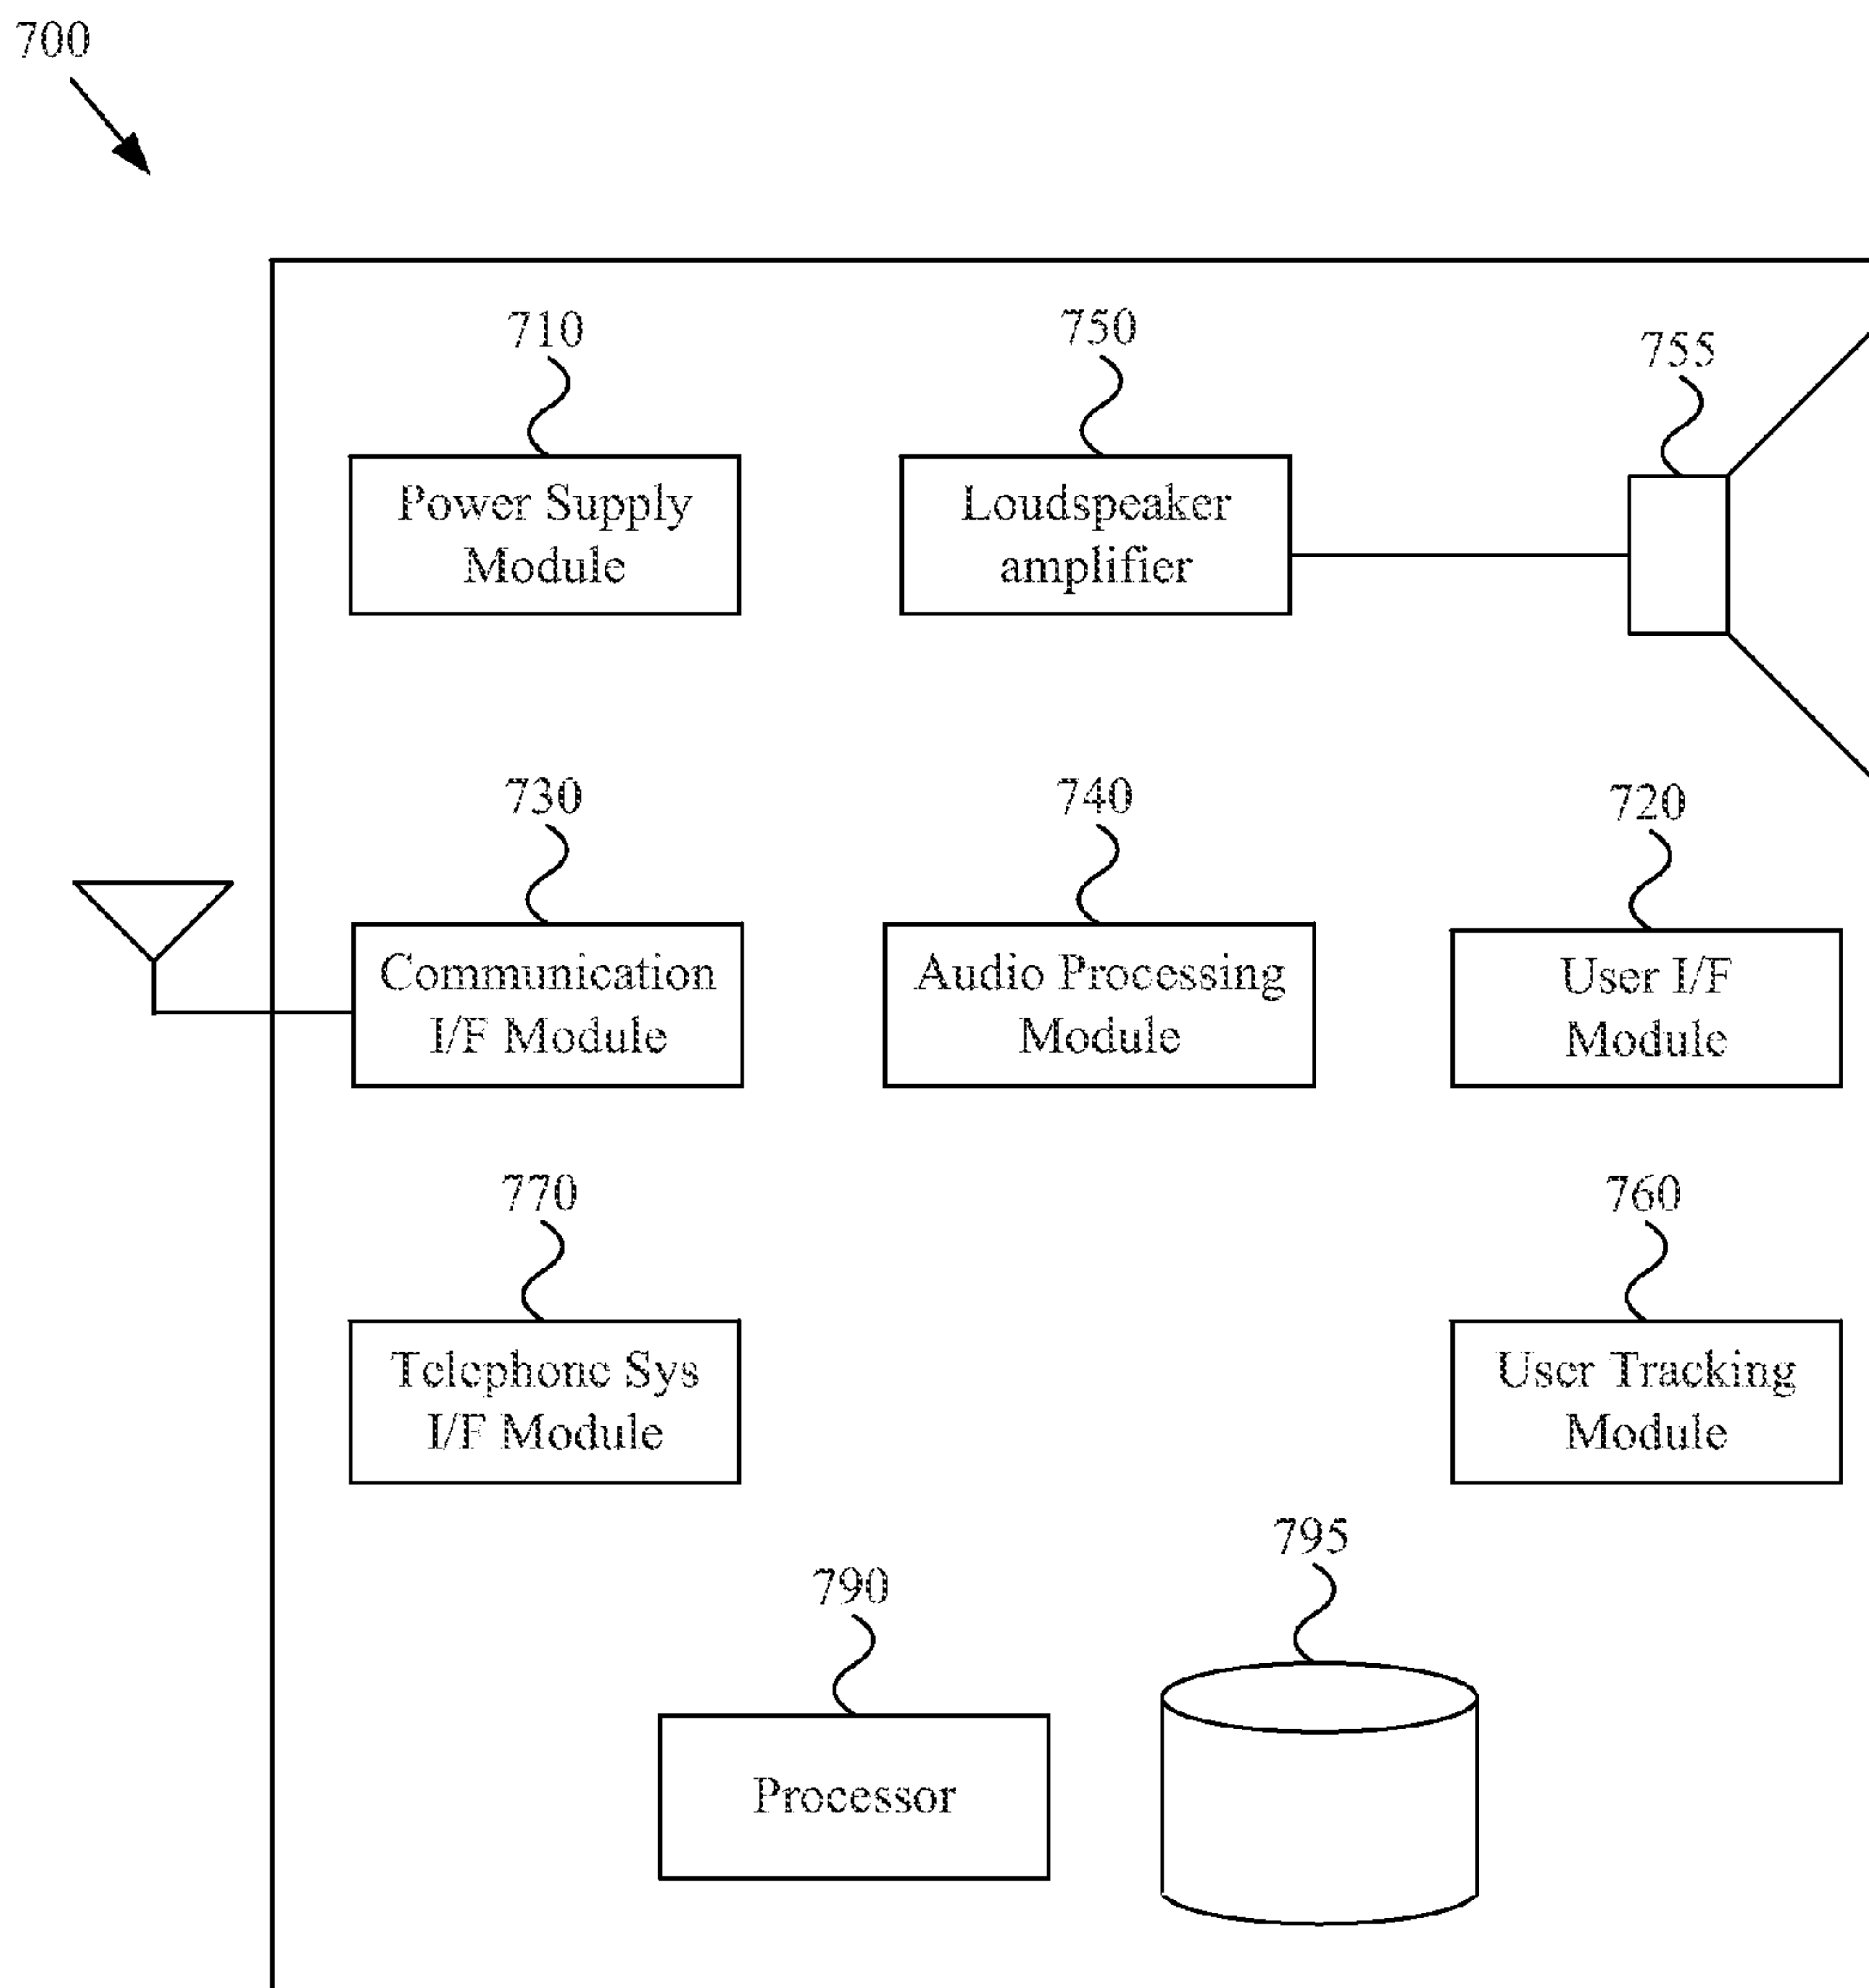 700
710
750
755
Power Supply
Module
Loudspeaker
amplifier
730
740
720
Communication
I/F Module
Audio Processing
Module
User I/F
Module
770
760
Telephone Sys
I/F Module
User Tracking
Module
795
790
Processor